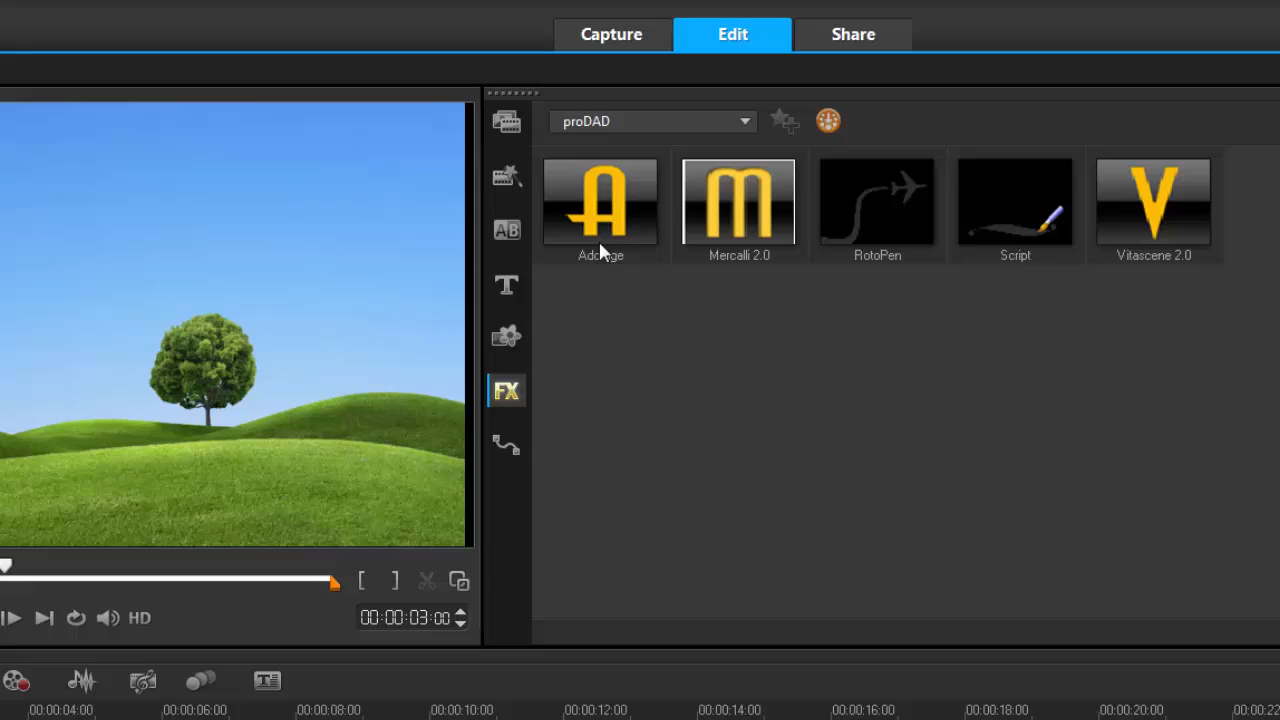 Capture
Edit
Share
proDAD
A
M
V
Mercalli 2.0
RotoPen
Script
Vitascene 2.0
AB
T
FX
[ ]
HD
00:00:03:00
T
00:00:04:00
00:00:06:00
00:00:08:00
00:00:10:00
00:00:12:00
00:00:14:00
00:00:16:00
00:00:18:00
00:00:20:00